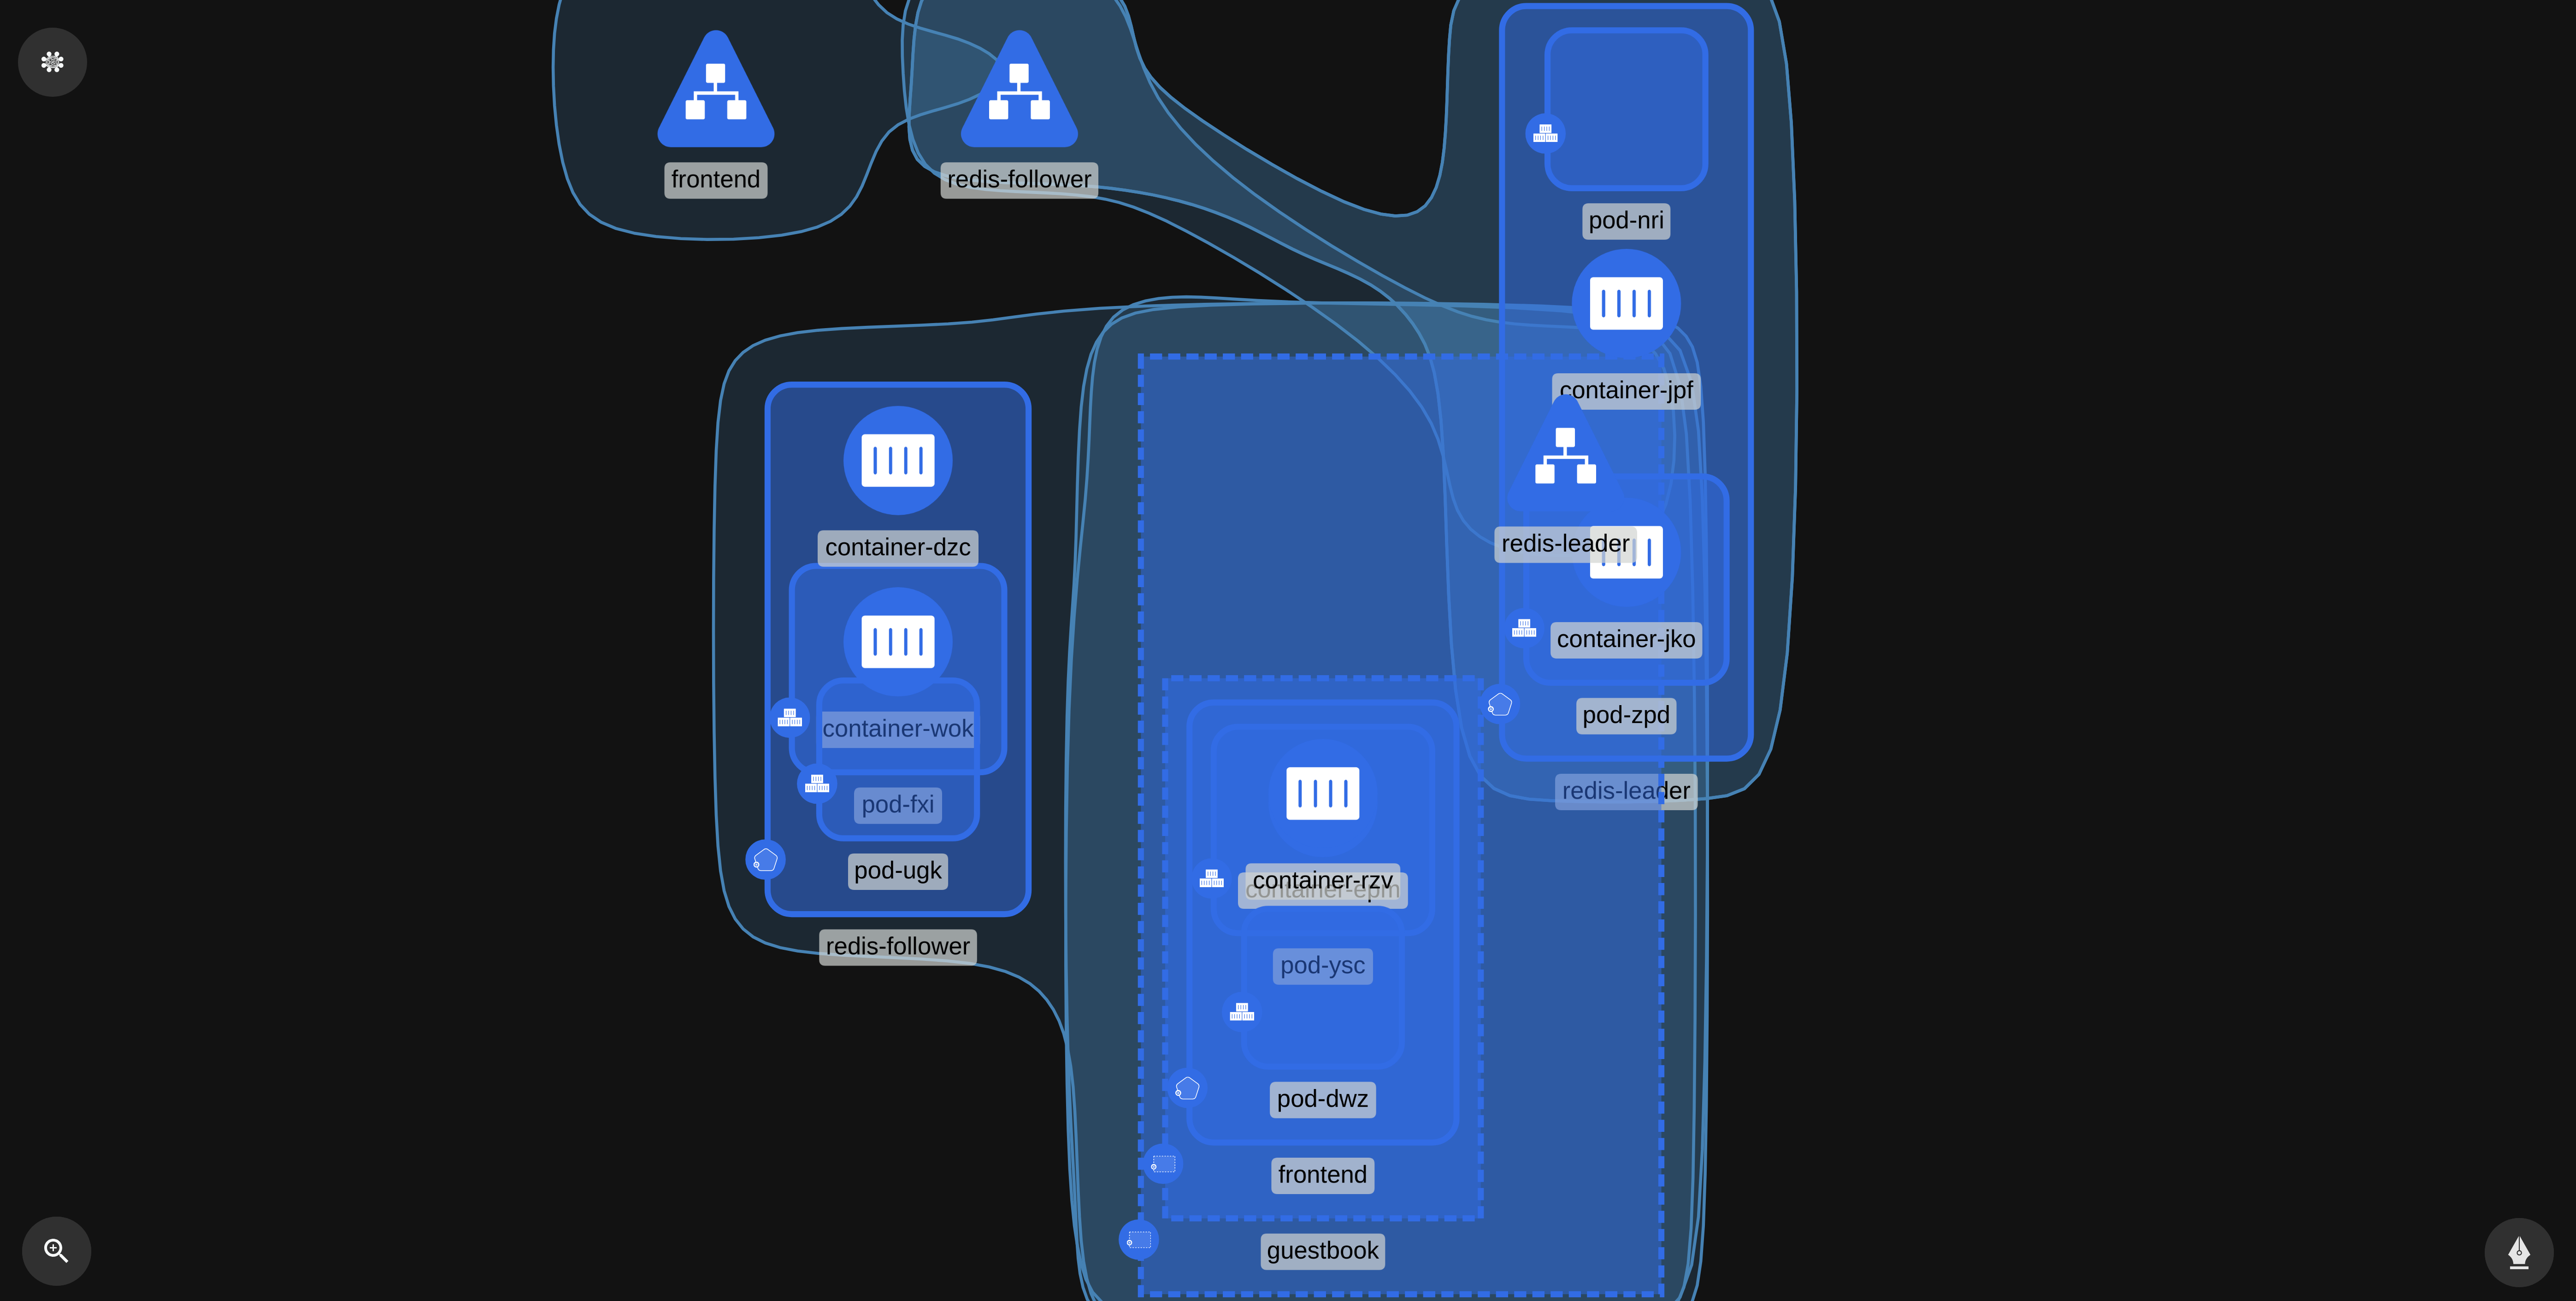 frontend
redis-follower
pod-nri
container-jpf
redis-leader
container-jko
pod-zpd
redis-leader
container-dzc
container-wok
pod-fxi
pod-ugk
redis-follower
container-rzv
container-epm
pod-ysc
pod-dwz
frontend
guestbook